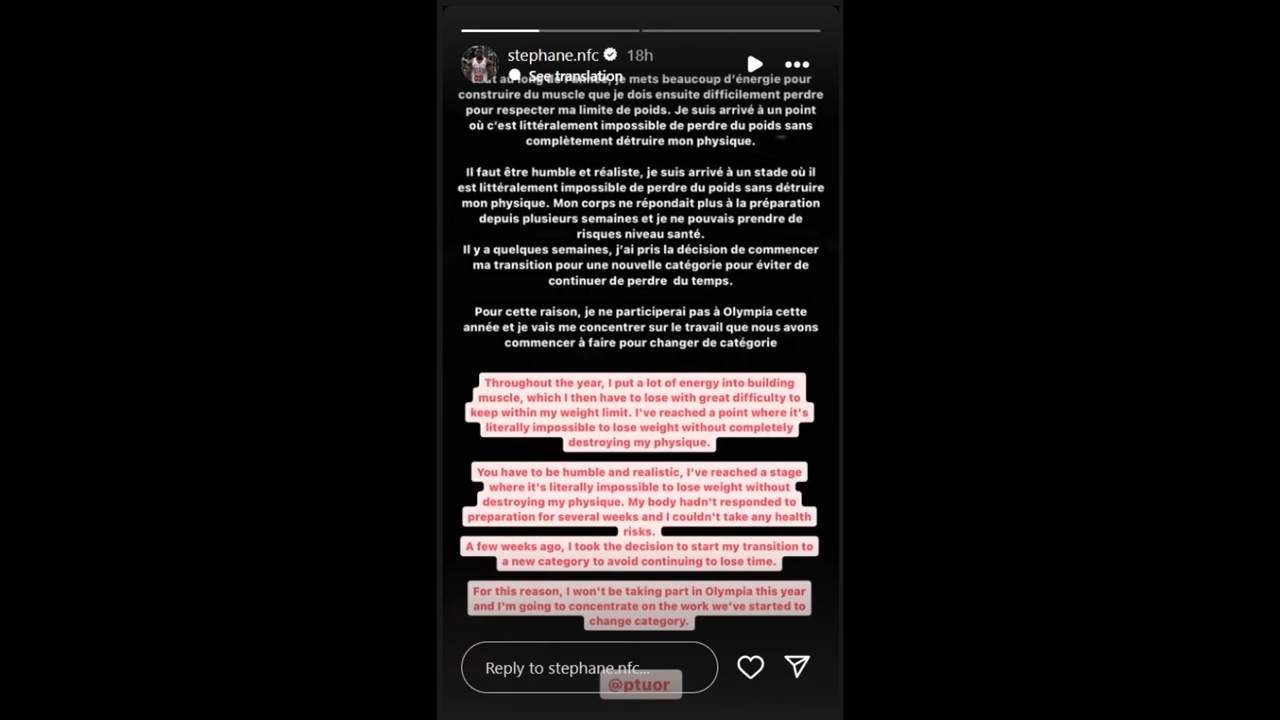 stephane.nfc 18h
See translation
au long de l'année, je mets beaucoup d'énergie pour
construire du muscle que je dois ensuite difficilement perdre
pour respecter ma limite de poids. Je suis arrivé à un point
où c'est littéralement impossible de perdre du poids sans
complètement détruire mon physique.
Il faut être humble et réaliste, je suis arrivé à un stade où il
est littéralement impossible de perdre du poids sans détruire
mon physique. Mon corps ne répondait plus à la préparation
depuis plusieurs semaines et je ne pouvais prendre de
risques niveau santé.
Il y a quelques semaines, j'ai pris la décision de commencer
ma transition pour une nouvelle catégorie pour éviter de
continuer de perdre du temps.
Pour cette raison, je ne participerai pas à Olympia cette
année et je vais me concentrer sur le travail que nous avons
commencer à faire pour changer de catégorie
Throughout the year, I put a lot of energy into building
muscle, which I then have to lose with great difficulty to
keep within my weight limit. I've reached a point where it's
literally impossible to lose weight without completely
destroying my physique.
You have to be humble and realistic, I've reached a stage
where it's literally impossible to lose weight without
destroying my physique. My body hadn't responded to
preparation for several weeks and I couldn't take any health
risks.
A few weeks ago, I took the decision to start my transition to
a new category to avoid continuing to lose time.
For this reason, I won't be taking part in Olympia this year
and I'm going to concentrate on the work we've started to
change category.
Reply to stephane.nfc...
@ptuor